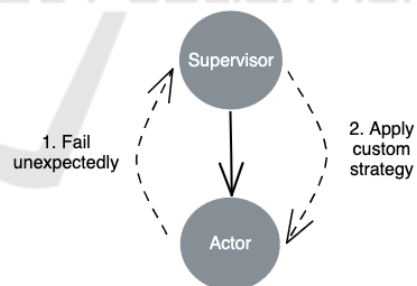 Supervisor
1. Fail
unexpectedly
2. Apply
custom
strategy
Actor